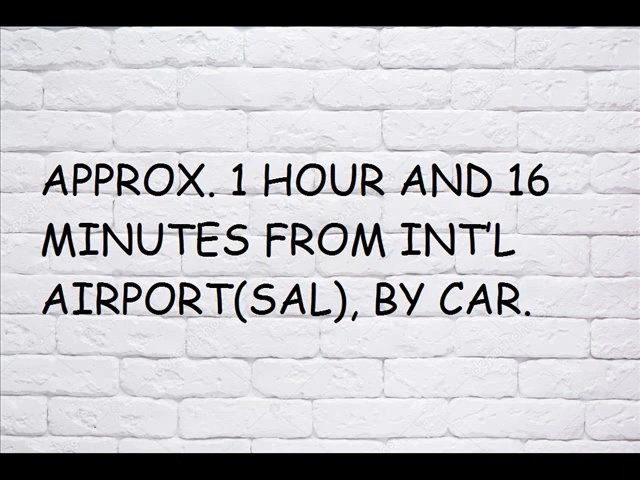 APPROX. 1 HOUR AND 16
MINUTES FROM INT'L
AIRPORT(SAL), BY CAR.